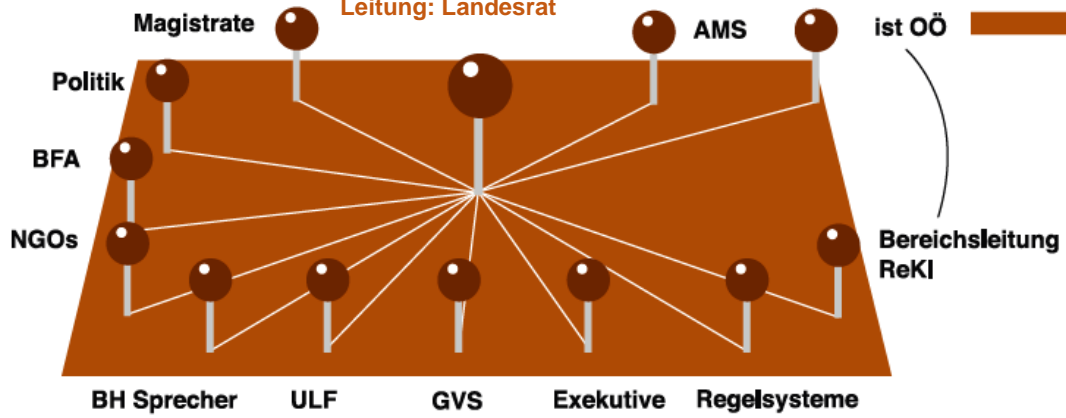 Leitung: Landesrat
Magistrate
AMS
ist OÖ
Politik
BFA
NGOs
Bereichsleitung
ReKI
BH Sprecher
ULF
GVS
Exekutive
Regelsysteme